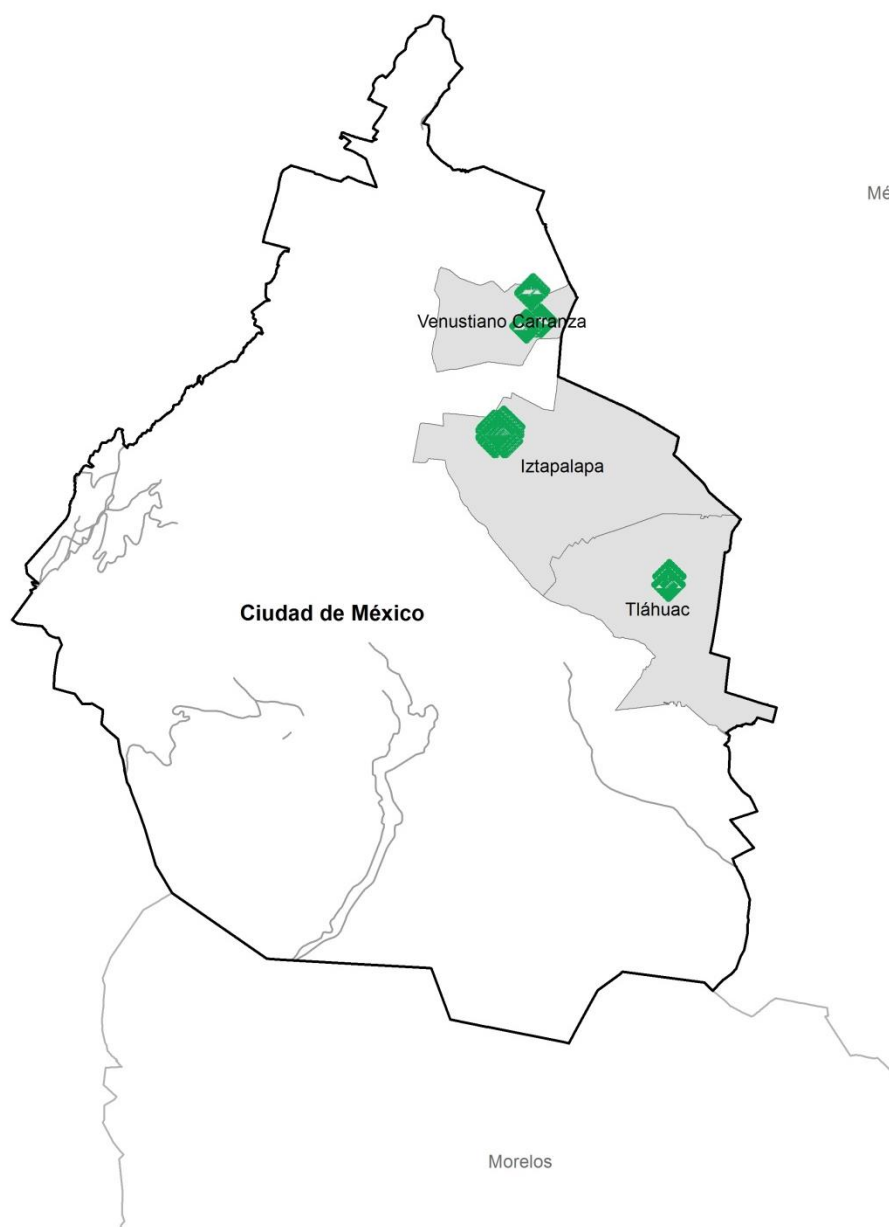 Mé
Venustiano Carranza
Iztapalapa
Ciudad de México
Tláhuac
Morelos